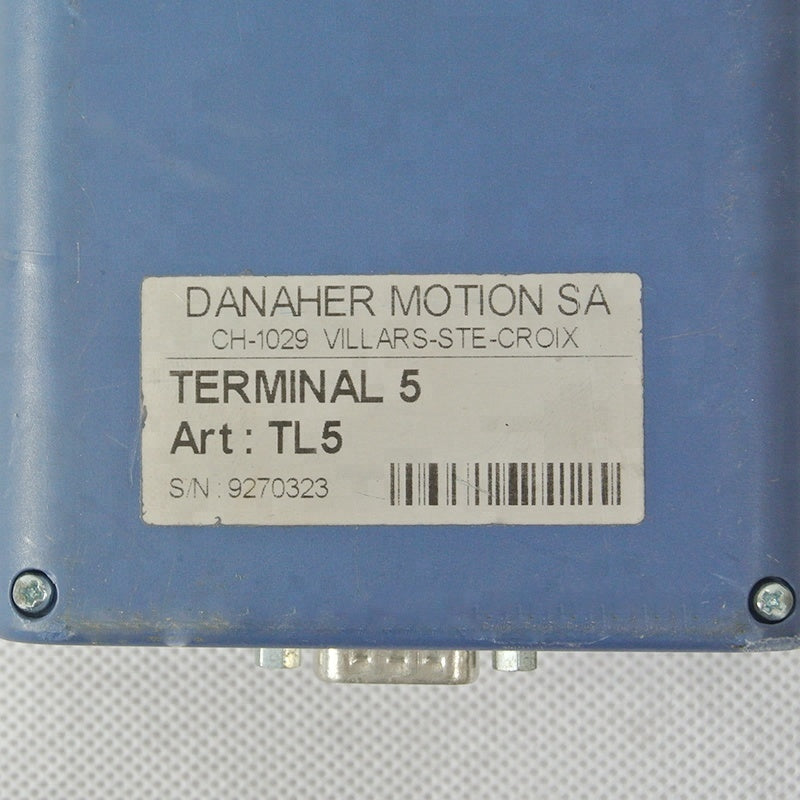 DANAHER MOTION SA
CH-1029 VILLARS-STE-CROIX
TERMINAL 5
Art : TL5
S/N : 9270323